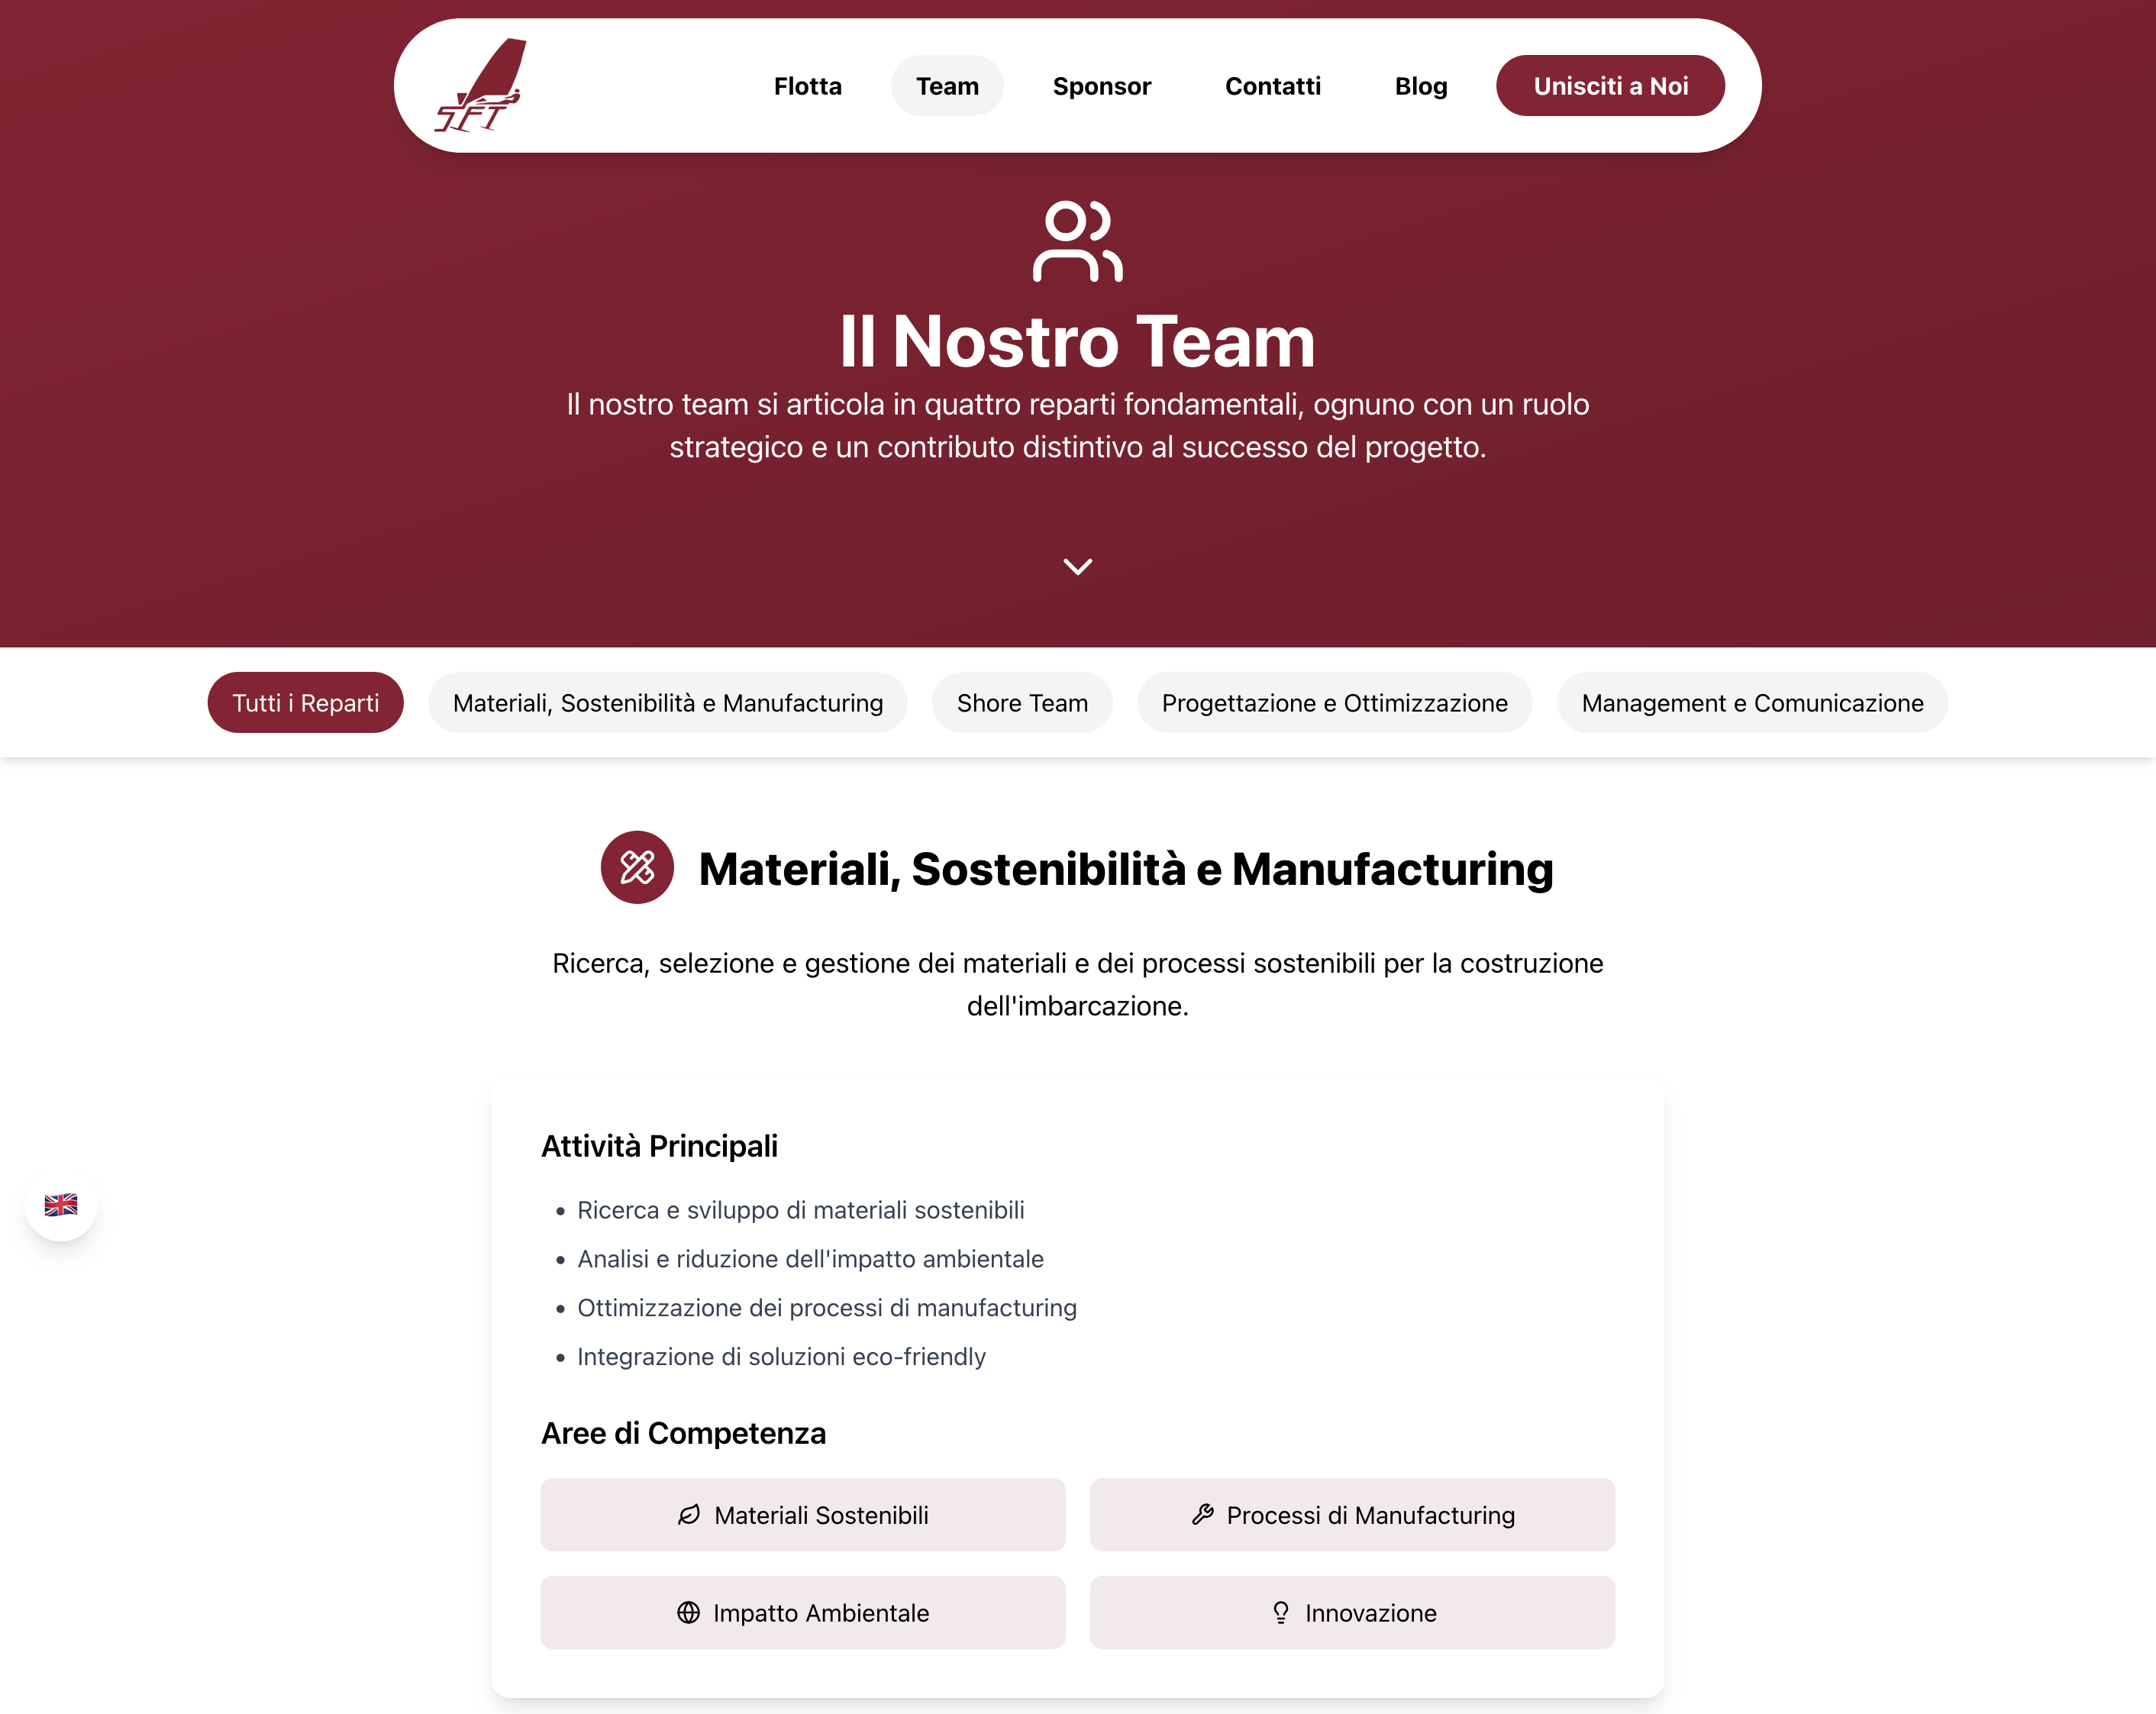 SFT
Flotta
Team
Sponsor
Contatti
Blog
Unisciti a Noi
Il Nostro Team
Il nostro team si articola in quattro reparti fondamentali, ognuno con un ruolo
strategico e un contributo distintivo al successo del progetto.
Tutti i Reparti
Materiali, Sostenibilità e Manufacturing
Shore Team
Progettazione e Ottimizzazione
Management e Comunicazione
Materiali, Sostenibilità e Manufacturing
Ricerca, selezione e gestione dei materiali e dei processi sostenibili per la costruzione
dell'imbarcazione.
Attività Principali
• Ricerca e sviluppo di materiali sostenibili
• Analisi e riduzione dell'impatto ambientale
• Ottimizzazione dei processi di manufacturing
• Integrazione di soluzioni eco-friendly
Aree di Competenza
Materiali Sostenibili
Processi di Manufacturing
Impatto Ambientale
Innovazione